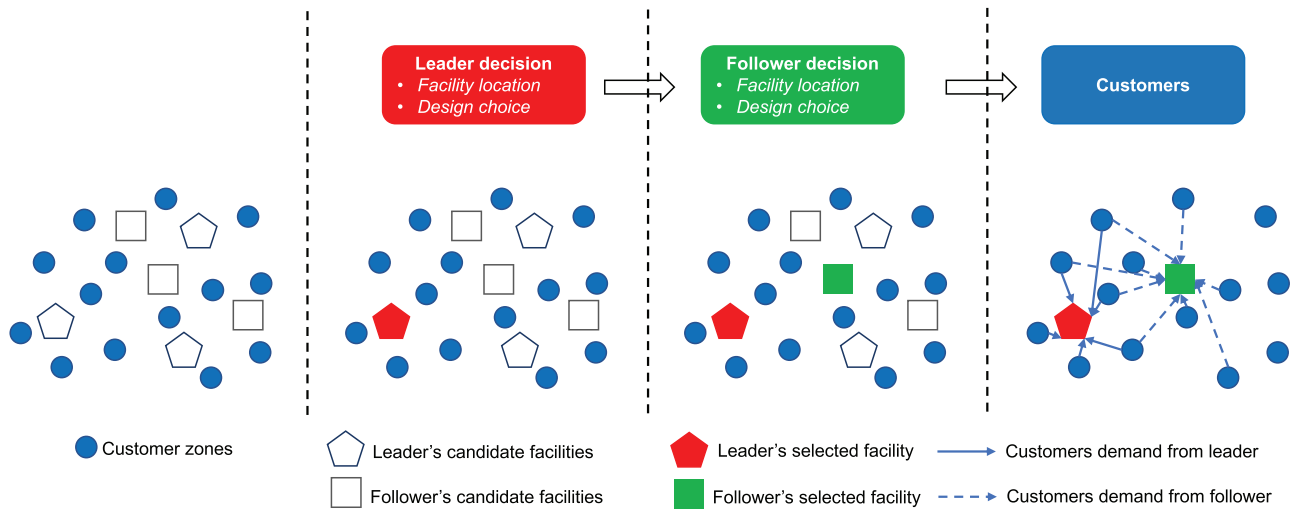 Leader decision
• Facility location
• Design choice
Follower decision
• Facility location
• Design choice
Customers
Customer zones
Leader's candidate facilities
Follower's candidate facilities
Leader's selected facility
Follower's selected facility
Customers demand from leader
Customers demand from follower